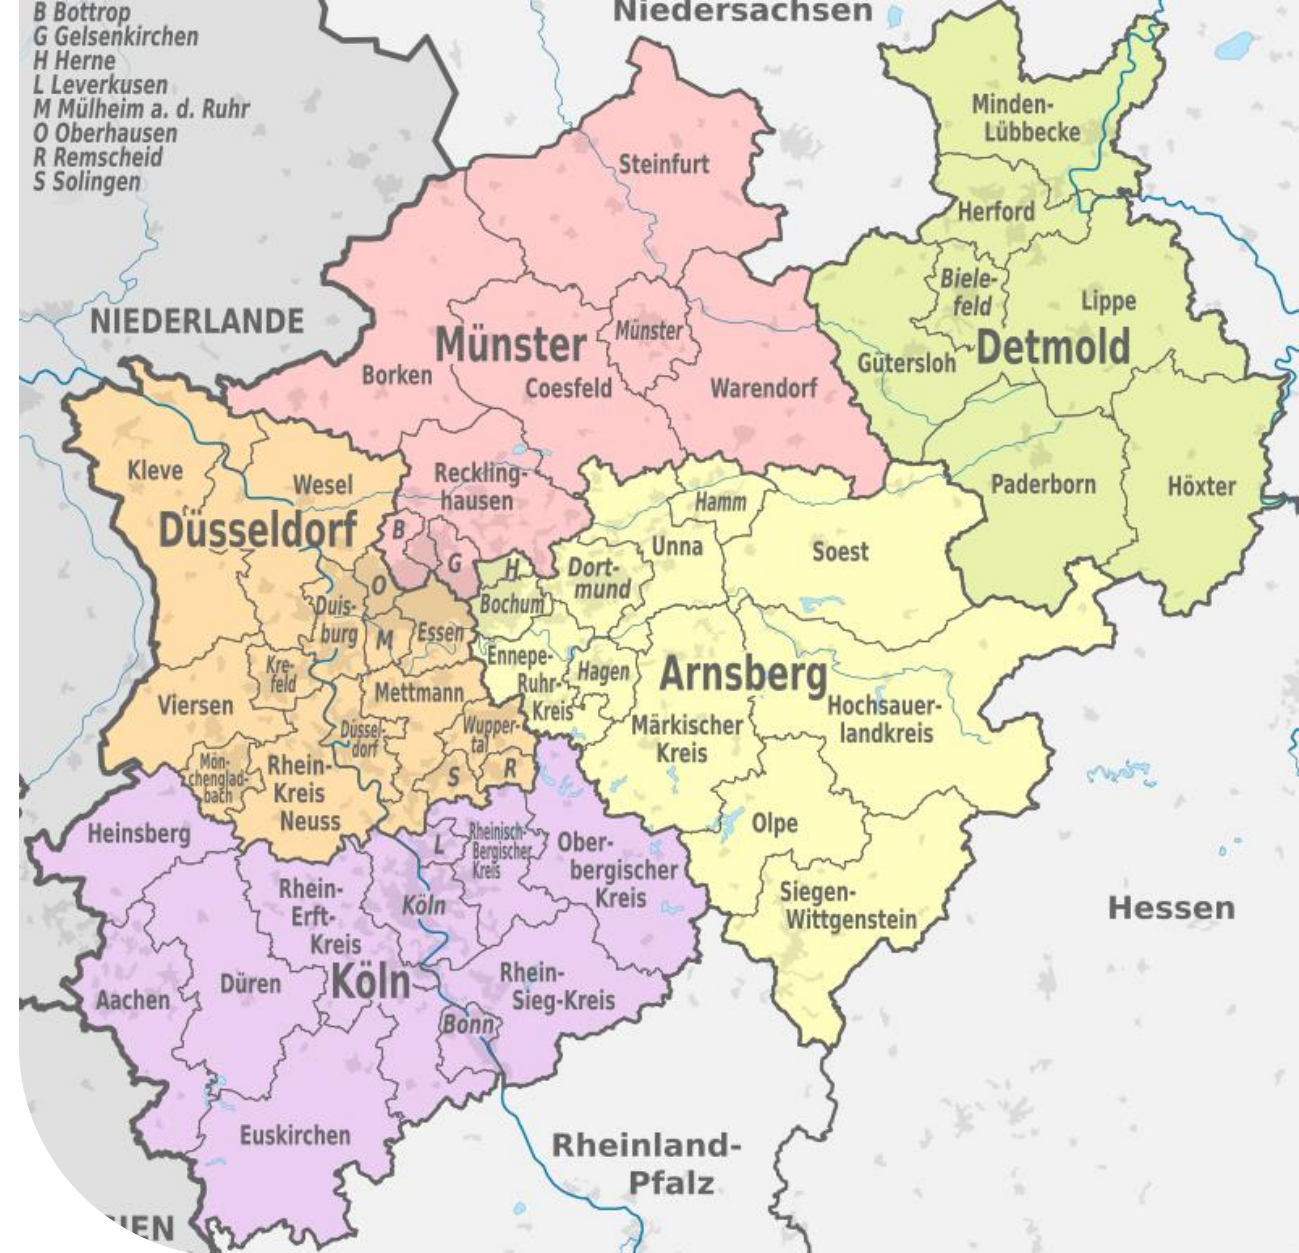 B Bottrop
G Gelsenkirchen
H Herne
L Leverkusen
M Mülheim a. d. Ruhr
O Oberhausen
R Remscheid
S Solingen
Niedersachsen
Minden-
Lübbecke
Steinfurt
Herford
Biele-
feld
Lippe
NIEDERLANDE
Münster
Münster
Detmold
Gütersloh
Borken
Coesfeld
Warendorf
Kleve
Wesel
Reckling-
hausen
Hamm
Paderborn
Höxter
Düsseldorf
B
G
Unna
Soest
H
Dort-
mund
O
Bochum
Duis-
burg
M
Essen
Ennepe-
Ruhr-
Kreis
Hagen
Arnsberg
Kre-
feld
Mettmann
Viersen
Düssel-
dorf
Wupper-
tal
Märkischer
Kreis
Hochsauer-
landkreis
Mön-
chenglad-
bach
Rhein-
Kreis
Neuss
S
R
Olpe
Heinsberg
L
Rheinisch-
Bergischer
Kreis
Ober-
bergischer
Kreis
Siegen-
Wittgenstein
Hessen
Rhein-
Erft-
Kreis
Köln
Köln
Düren
Aachen
Rhein-
Sieg-Kreis
Bonn
Euskirchen
Rheinland-
Pfalz
IEN